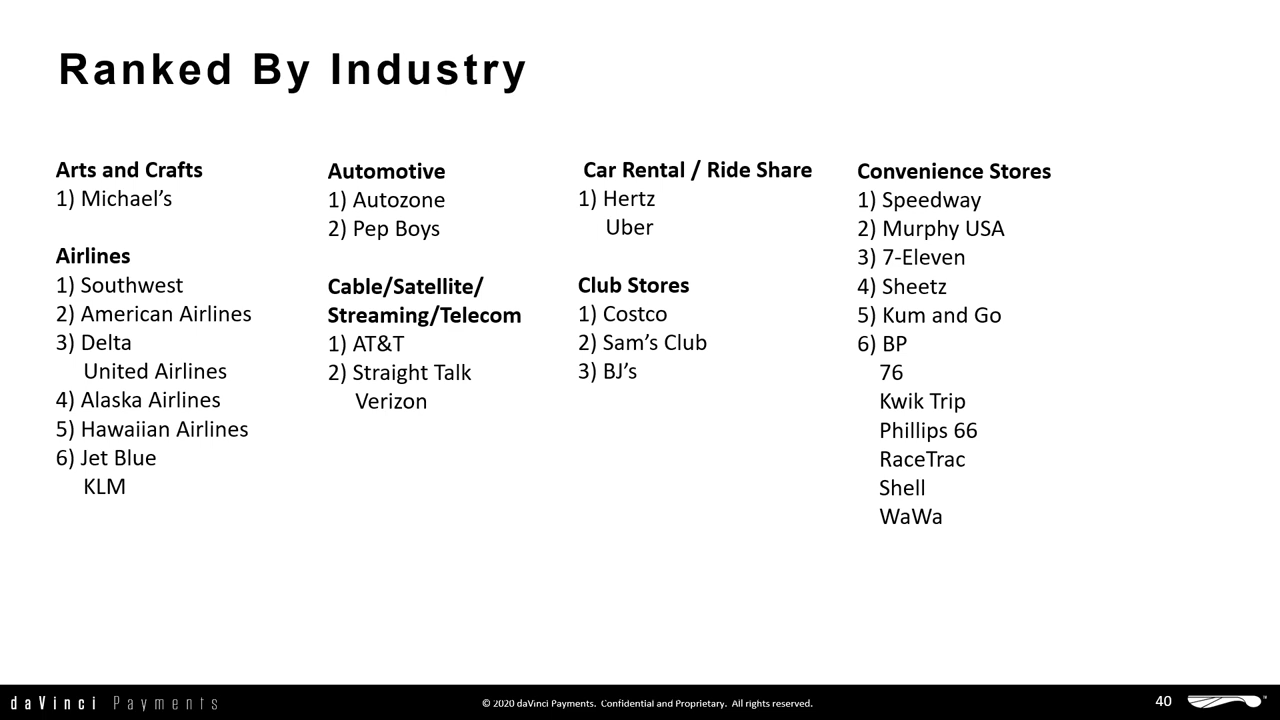 Ranked By Industry
Arts and Crafts
1) Michael’s
Airlines
1) Southwest
2) American Airlines
3) Delta
United Airlines
4) Alaska Airlines
5) Hawaiian Airlines
6) Jet Blue
KLM
Automotive
1) Autozone
2) Pep Boys
Cable/Satellite/
Streaming/Telecom
1) AT&T
2) Straight Talk
Verizon
Car Rental / Ride Share
1) Hertz
Uber
Club Stores
1) Costco
2) Sam’s Club
3) BJ’s
Convenience Stores
1) Speedway
2) Murphy USA
3) 7-Eleven
4) Sheetz
5) Kum and Go
6) BP
76
Kwik Trip
Phillips 66
RaceTrac
Shell
WaWa
daVinci Payments
© 2020 daVinci Payments. Confidential and Proprietary. All rights reserved.
40
™